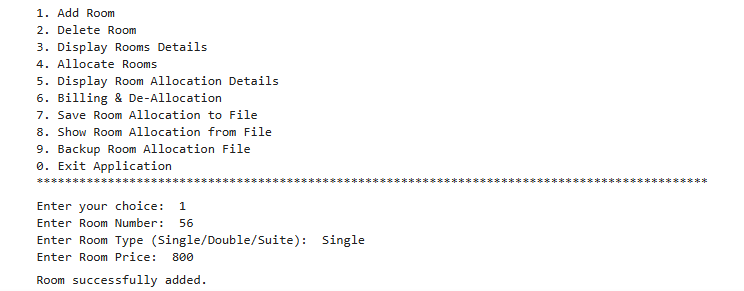 1. Add Room
2. Delete Room
3. Display Rooms Details
4. Allocate Rooms
5. Display Room Allocation Details
6. Billing & De-Allocation
7. Save Room Allocation to File
8. Show Room Allocation from File
9. Backup Room Allocation File
0. Exit Application
***********************************************************************************************
Enter your choice:  1
Enter Room Number:  56
Enter Room Type (Single/Double/Suite):  Single
Enter Room Price:  800
Room successfully added.